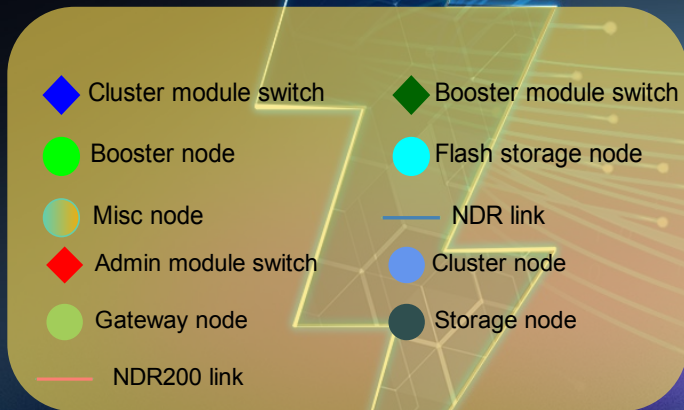 Cluster module switch
Booster module switch
Booster node
Flash storage node
Misc node
NDR link
Admin module switch
Cluster node
Gateway node
Storage node
NDR200 link